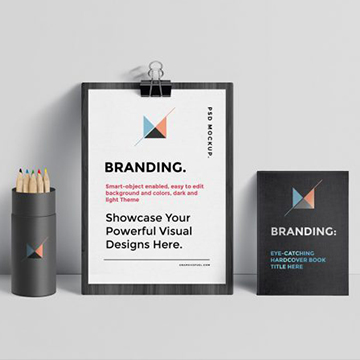 PSD MOCKUP.
BRANDING.
Smart-object enabled, easy to edit
background and colors, dark and
light Theme
Showcase Your
Powerful Visual
Designs Here.
BRANDING:
EYE-CATCHING
HARDCOVER BOOK
TITLE HERE